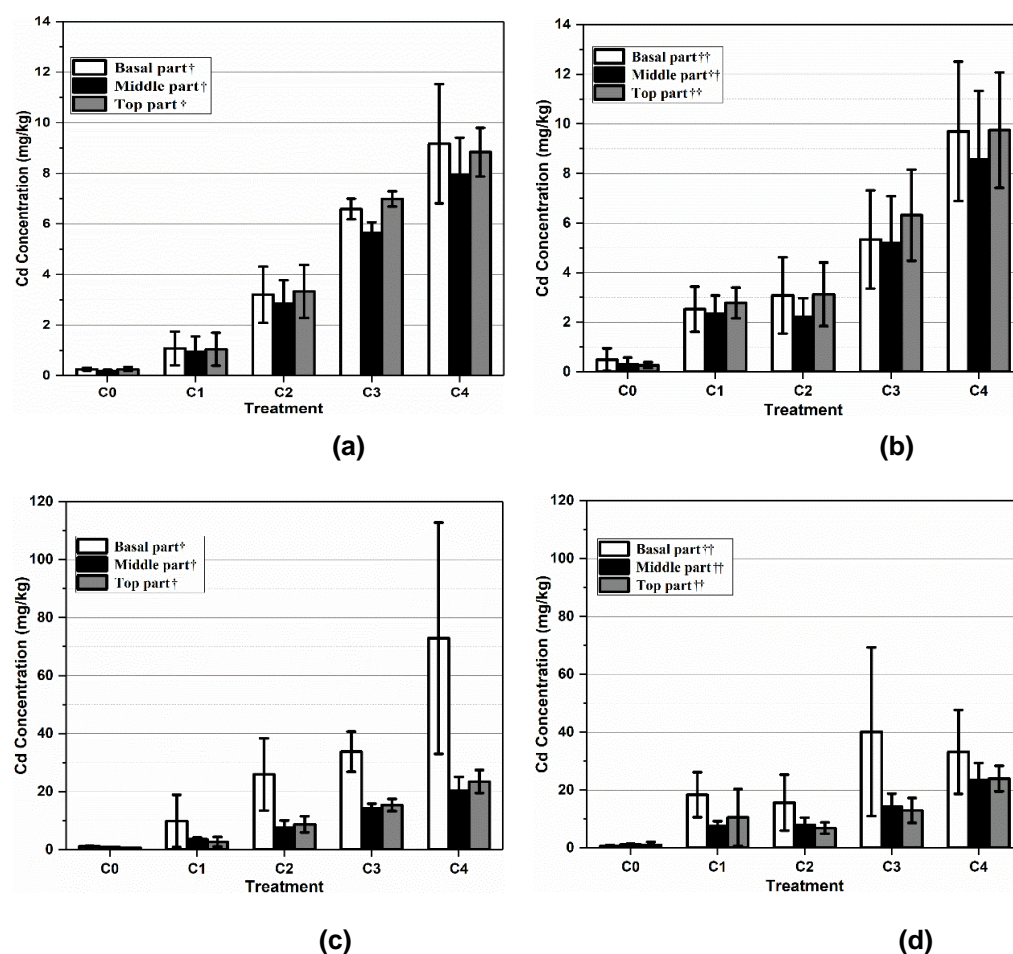 14
12
10
8
6
4
2
0
Cd Concentration (mg/kg)
Basal part†
Middle part†
Top part†
C0 C1 C2 C3 C4
Treatment
(a)
14
12
10
8
6
4
2
0
Cd Concentration (mg/kg)
Basal part††
Middle part††
Top part††
C0 C1 C2 C3 C4
Treatment
(b)
120
100
80
60
40
20
0
Cd Concentration (mg/kg)
Basal part†
Middle part†
Top part†
C0 C1 C2 C3 C4
Treatment
(c)
120
100
80
60
40
20
0
Cd Concentration (mg/kg)
Basal part††
Middle part††
Top part††
C0 C1 C2 C3 C4
Treatment
(d)